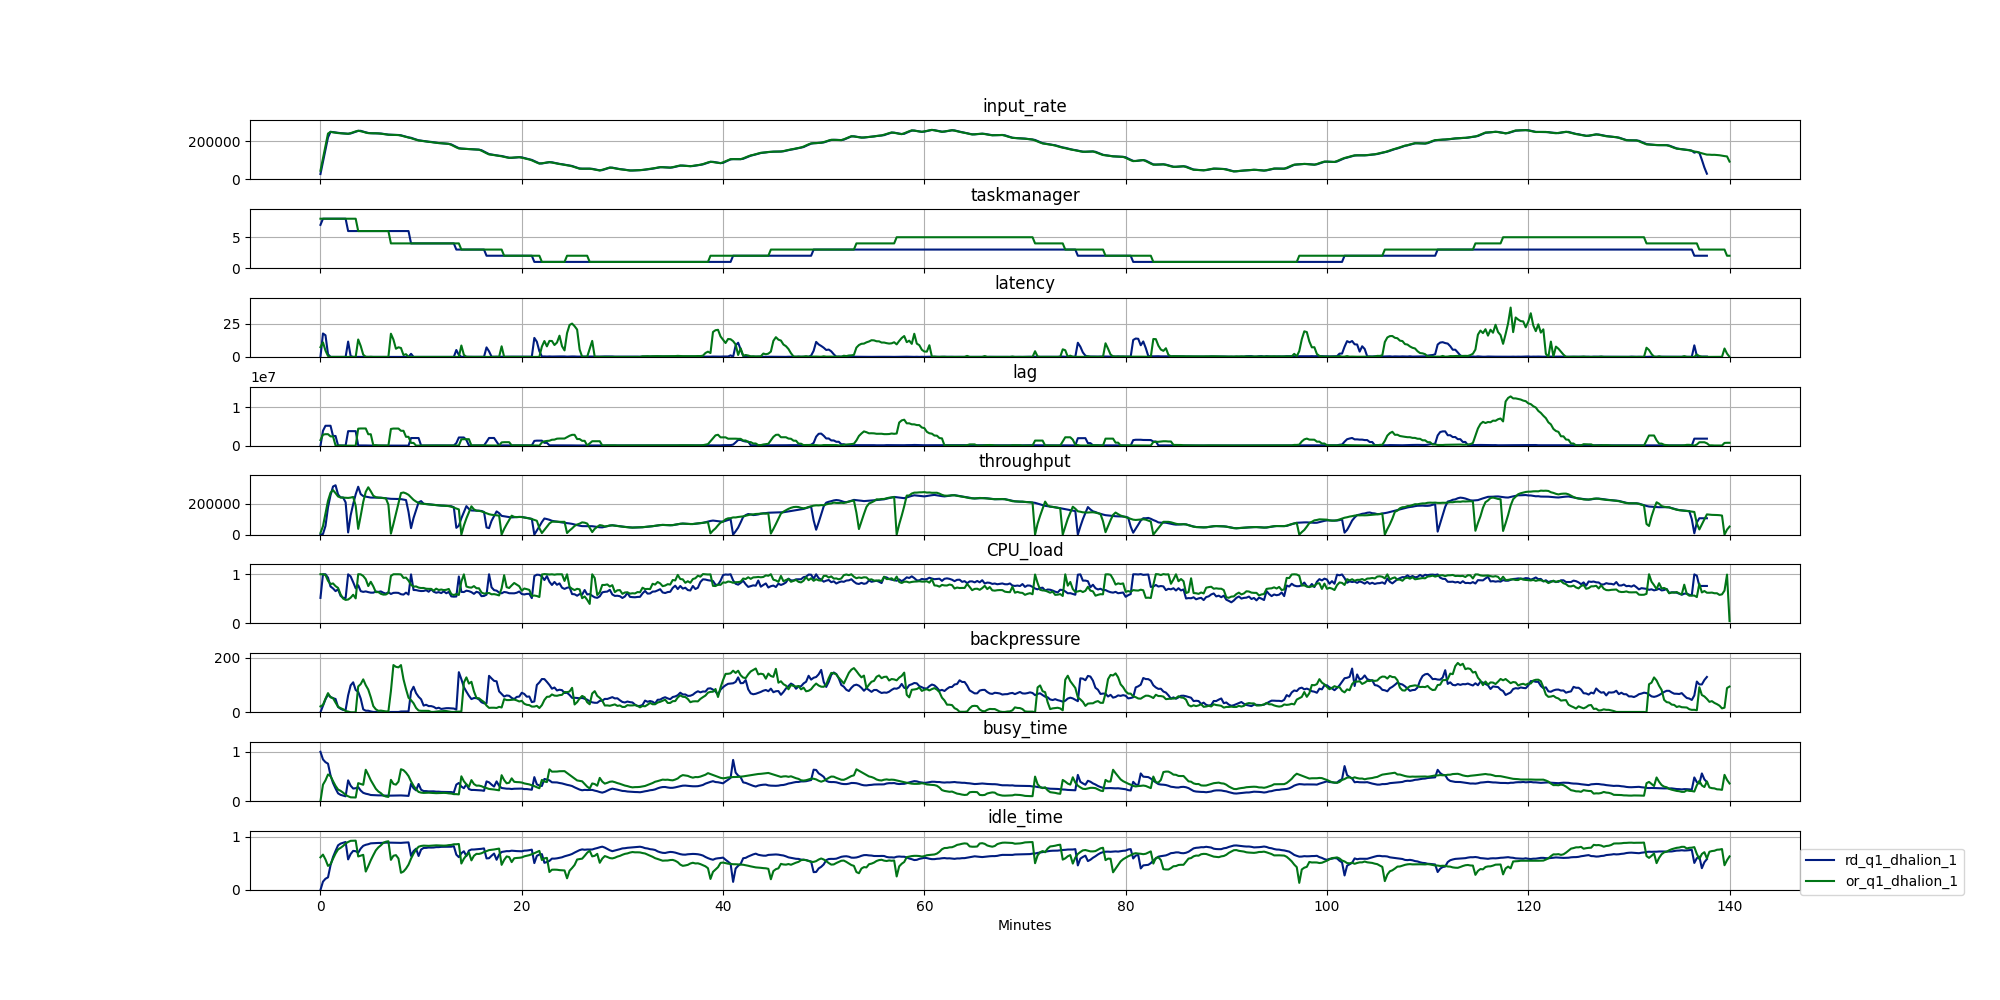 input_rate
200000
0
taskmanager
5
0
latency
25
0
1e7
lag
1
0
throughput
200000
0
CPU_load
1
0
backpressure
200
0
busy_time
1
0
idle_time
1
0
0 20 40 60 80 100 120 140
Minutes
rd_q1_dhalion_1
or_q1_dhalion_1